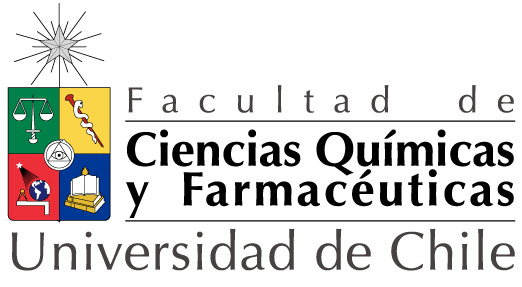 Facultad de
Ciencias Químicas
y Farmacéuticas
Universidad de Chile